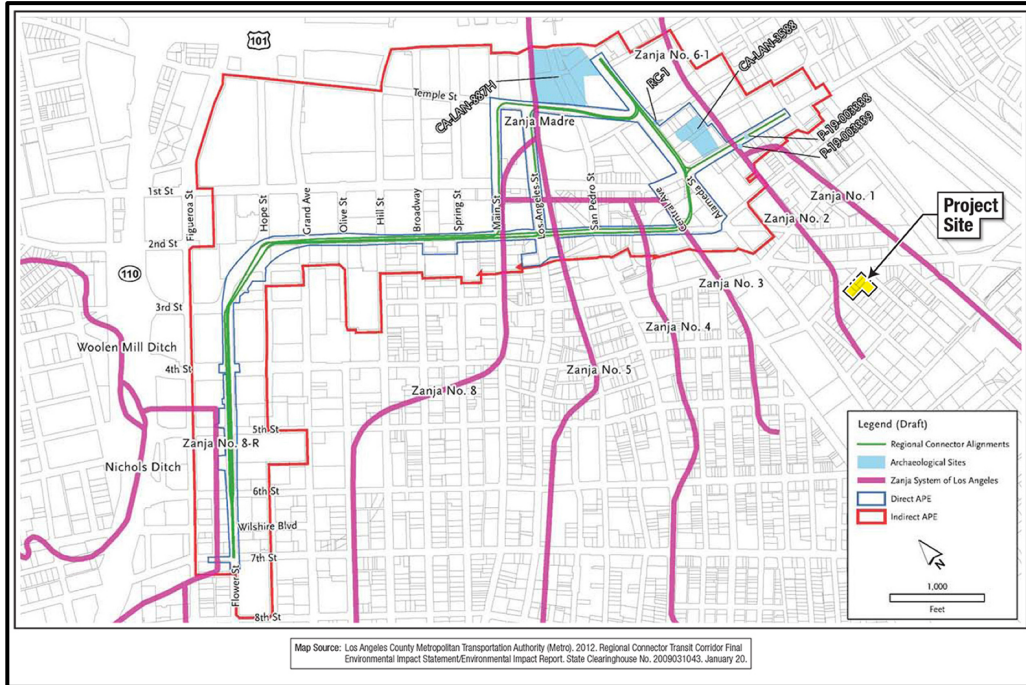 101
Zanja No. 6-1
CA-LAN-3588
RC-1
CA-LAN-887H
Temple St
Zanja Madre
1st St
Figueroa St
Hope St
Grand Ave
Olive St
Hill St
Broadway
Spring St
Main St
Los Angeles St
San Pedro St
Central Ave
Alameda St
Zanja No. 1
Zanja No. 2
Project
Site
2nd St
110
3rd St
Zanja No. 3
Woolen Mill Ditch
4th St
Zanja No. 4
Zanja No. 8
Zanja No. 5
5th St
Zanja No. 8-R
Nichols Ditch
6th St
Wilshire Blvd
7th St
Flower St
8th St
Legend (Draft)
Regional Connector Alignments
Archaeological Sites
Zanja System of Los Angeles
Direct APE
Indirect APE
N
1,000
Feet
Map Source: Los Angeles County Metropolitan Transportation Authority (Metro). 2012. Regional Connector Transit Corridor Final
Environmental Impact Statement/Environmental Impact Report. State Clearinghouse No. 2009031043. January 20.